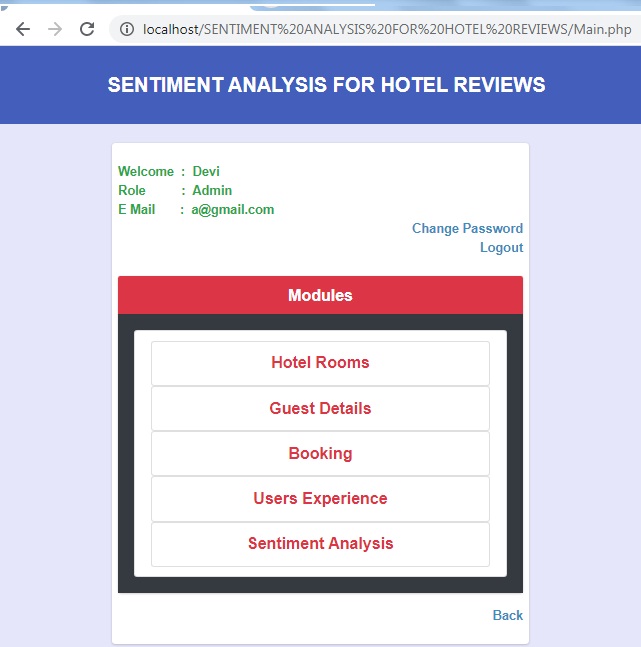 localhost/SENTIMENT%20ANALYSIS%20FOR%20HOTEL%20REVIEWS/Main.php
SENTIMENT ANALYSIS FOR HOTEL REVIEWS
Welcome : Devi
Role : Admin
E Mail : a@gmail.com
Change Password
Logout
Modules
Hotel Rooms
Guest Details
Booking
Users Experience
Sentiment Analysis
Back